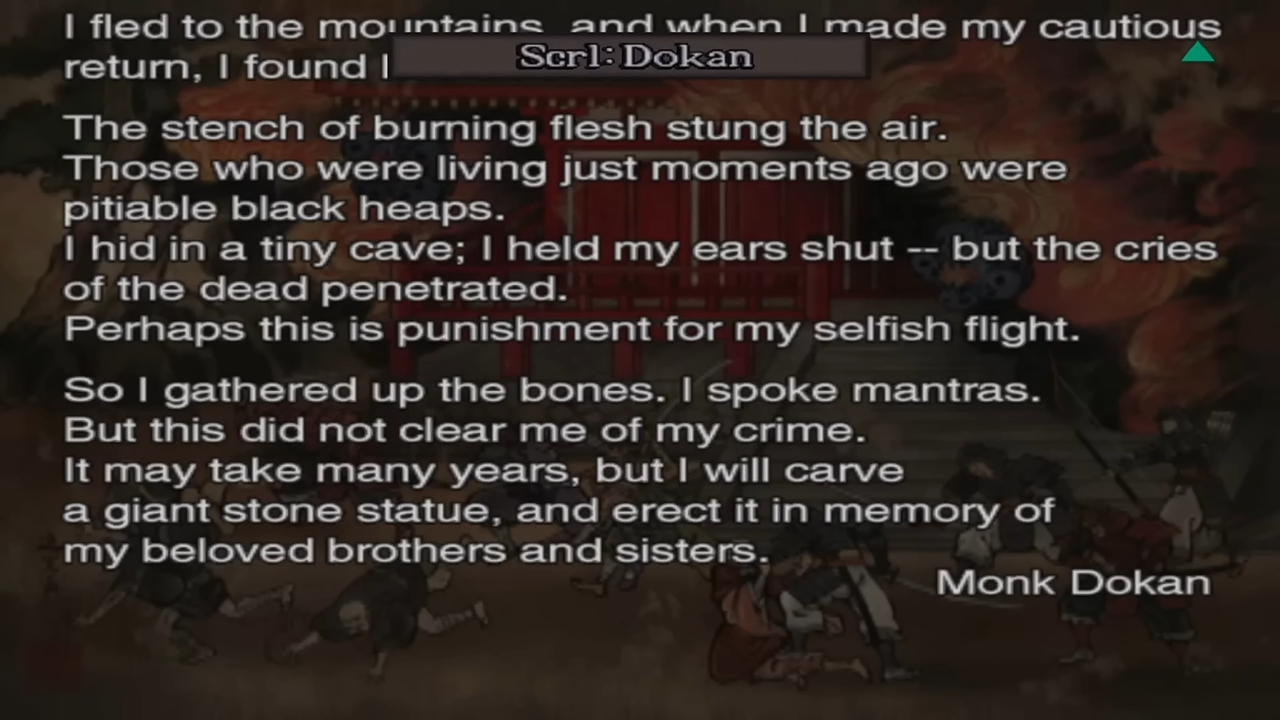 I fled to the mountains, and when I made my cautious
Scrl:Dokan
return, I found
The stench of burning flesh stung the air.
Those who were living just moments ago were
pitiable black heaps.
I hid in a tiny cave; I held my ears shut -- but the cries
of the dead penetrated.
Perhaps this is punishment for my selfish flight.
So I gathered up the bones. I spoke mantras.
But this did not clear me of my crime.
It may take many years, but I will carve
a giant stone statue, and erect it in memory of
my beloved brothers and sisters.
Monk Dokan